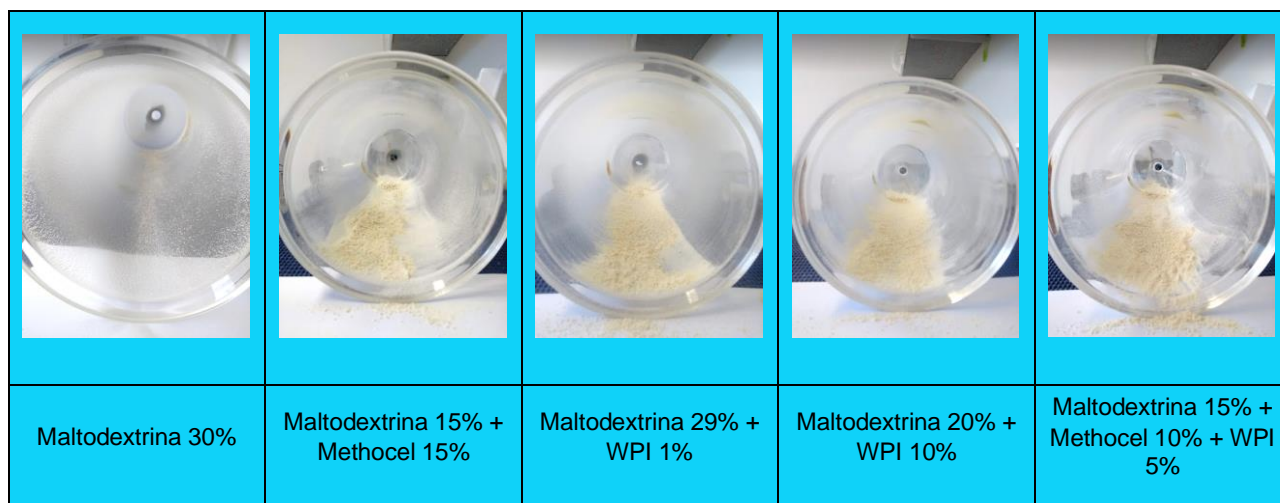 Maltodextrina 30%
Maltodextrina 15% +
Methocel 15%
Maltodextrina 29% +
WPI 1%
Maltodextrina 20% +
WPI 10%
Maltodextrina 15% +
Methocel 10% + WPI
5%